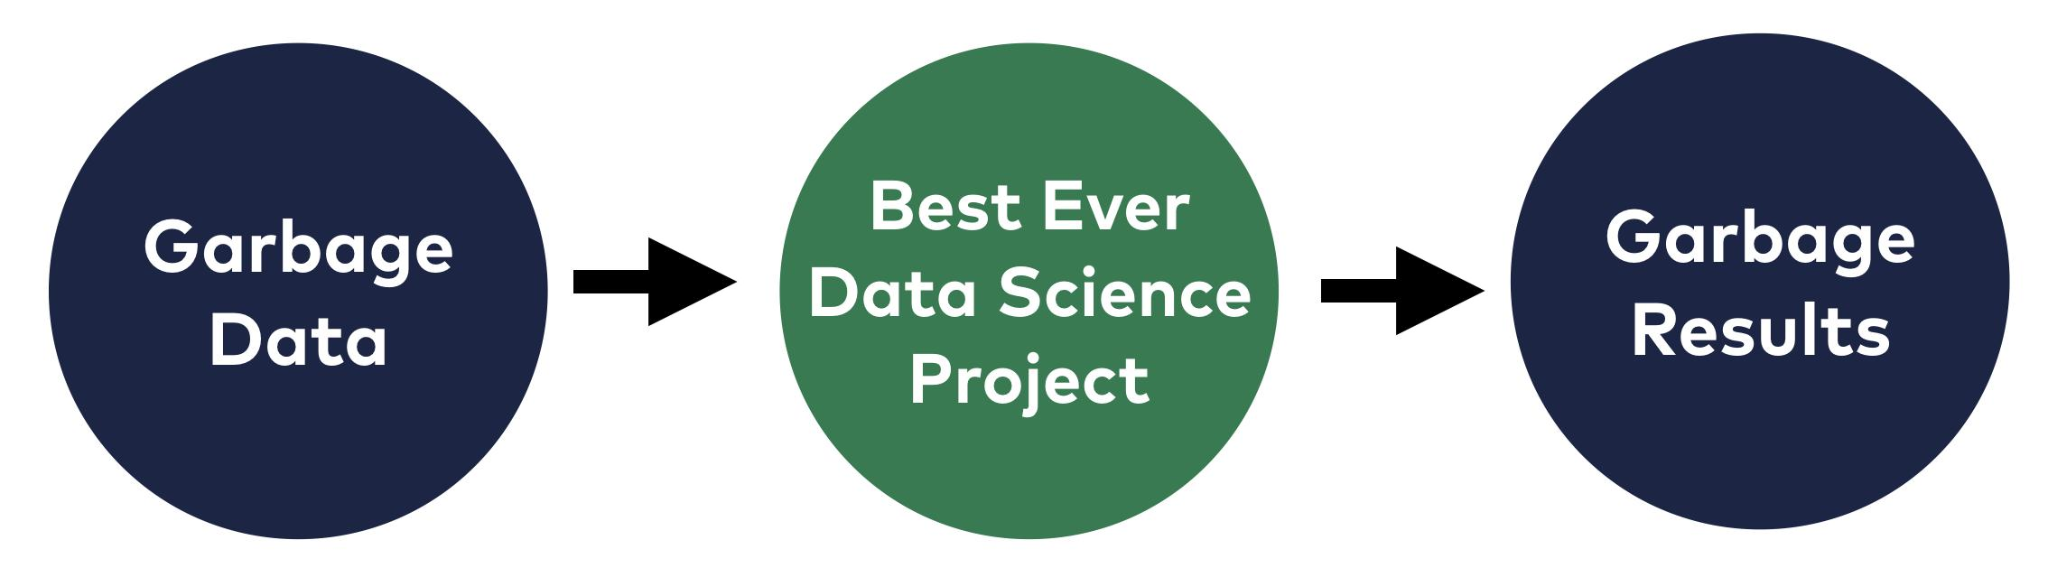 Garbage
Data
Best Ever
Data Science
Project
Garbage
Results